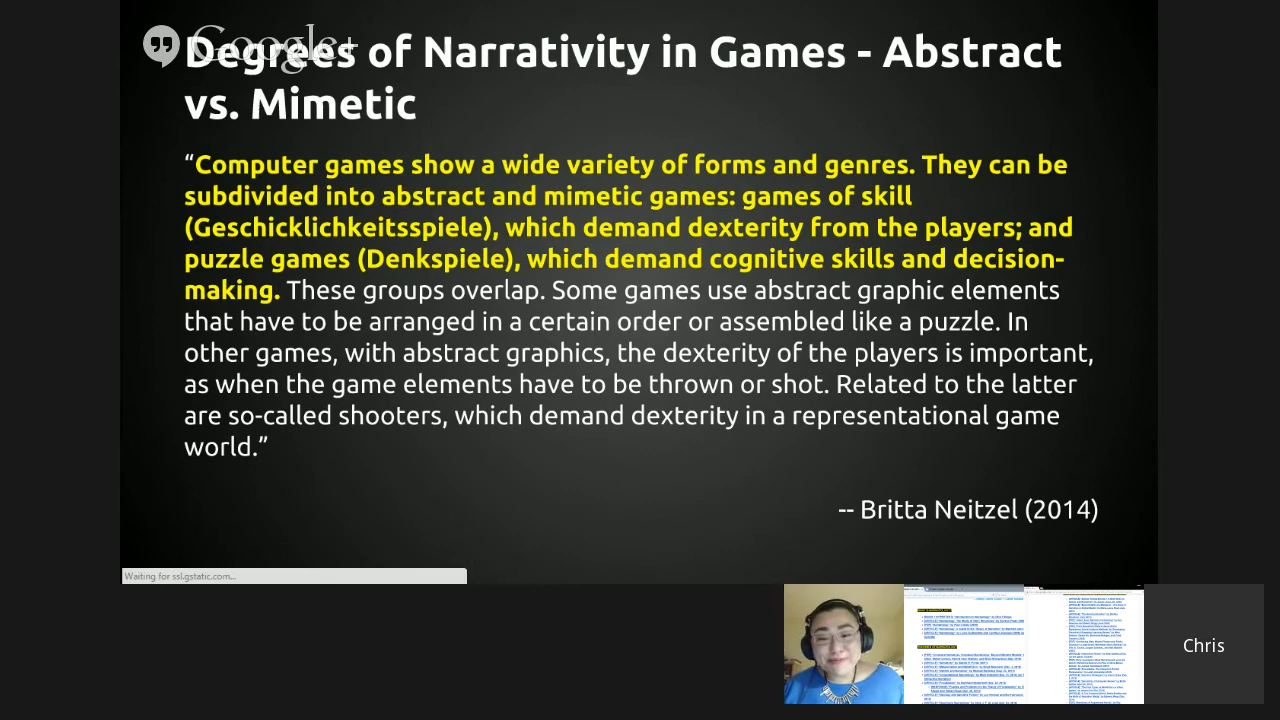 Google+
Degrees of Narrativity in Games - Abstract
vs. Mimetic
“Computer games show a wide variety of forms and genres. They can be
subdivided into abstract and mimetic games: games of skill
(Geschicklichkeitsspiele), which demand dexterity from the players; and
puzzle games (Denkspiele), which demand cognitive skills and decision-
making. These groups overlap. Some games use abstract graphic elements
that have to be arranged in a certain order or assembled like a puzzle. In
other games, with abstract graphics, the dexterity of the players is important,
as when the game elements have to be thrown or shot. Related to the latter
are so-called shooters, which demand dexterity in a representational game
world.”
-- Britta Neitzel (2014)
Waiting for ssl.gstatic.com...
Chris